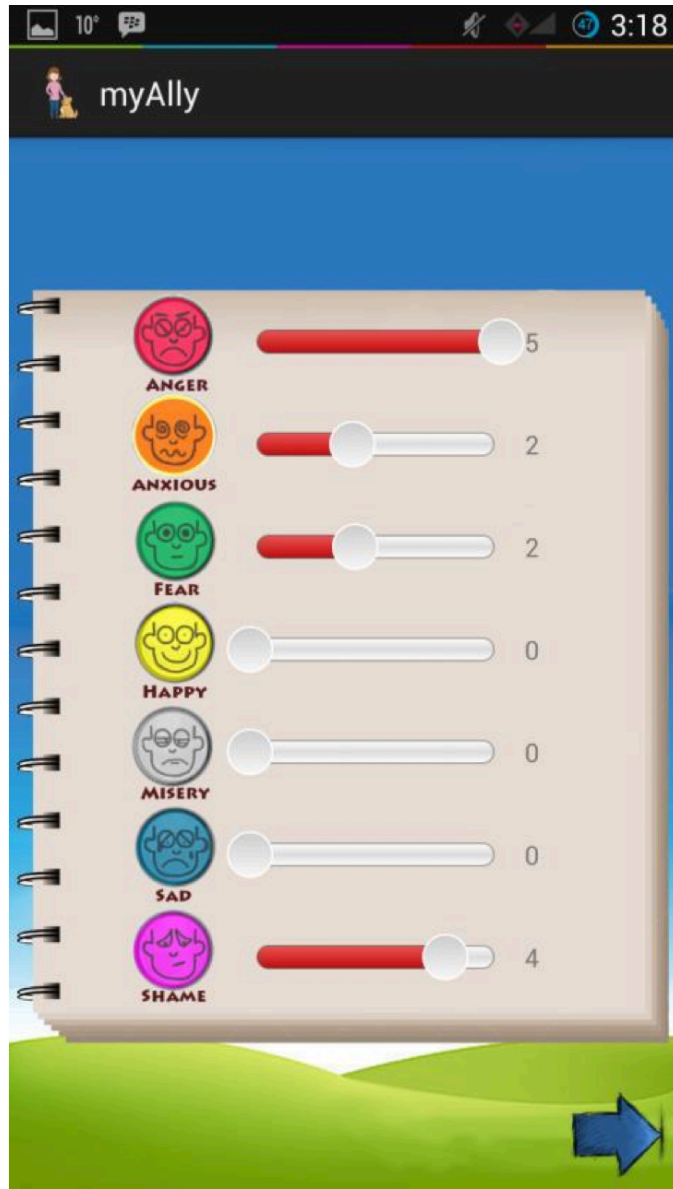 10° 47 3:18
myAlly
ANGER 5
ANXIOUS 2
FEAR 2
HAPPY 0
MISERY 0
SAD 0
SHAME 4